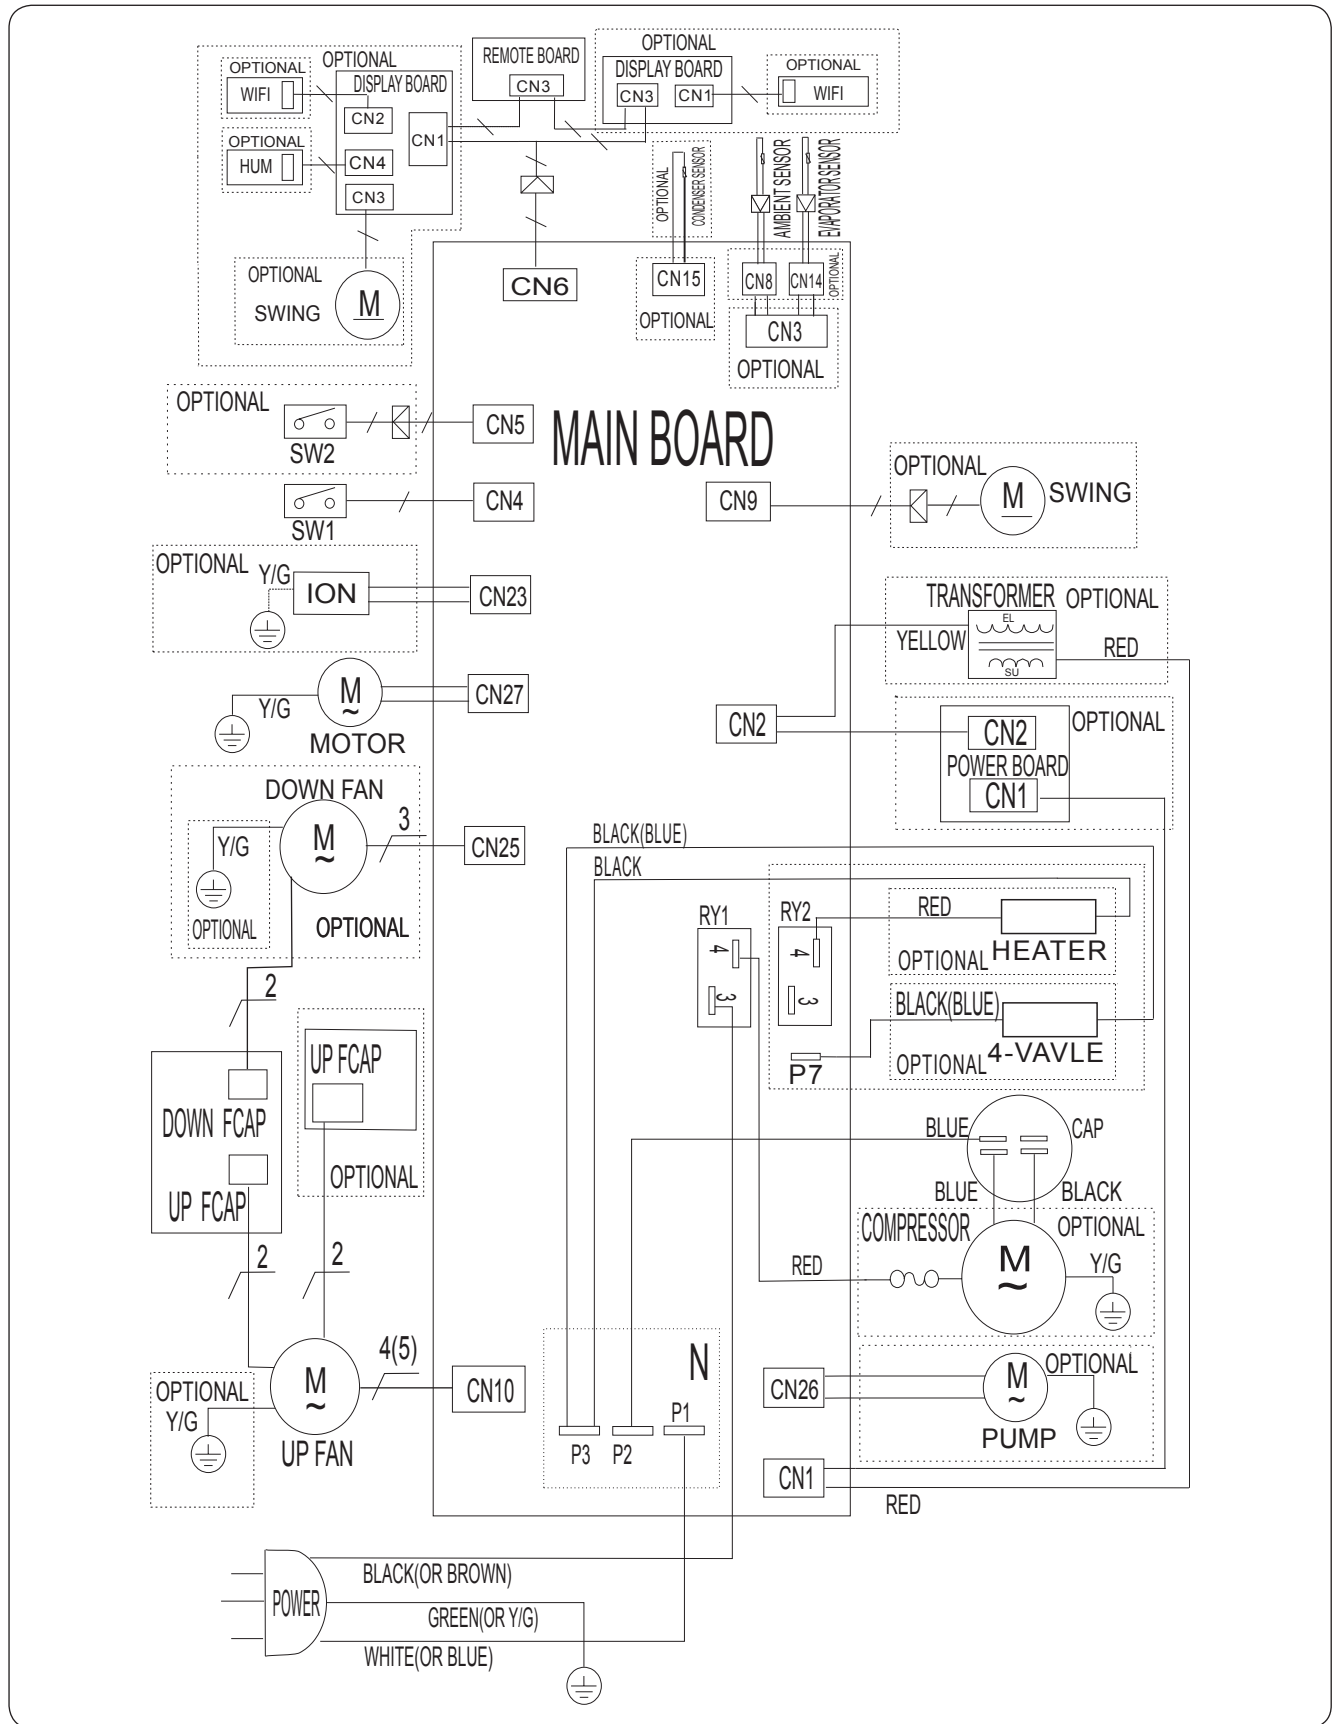 OPTIONAL
OPTIONAL
WIFI
DISPLAY BOARD
CN2
CN1
OPTIONAL
HUM
CN4
CN3
OPTIONAL
SWING
M
REMOTE BOARD
CN3
OPTIONAL
DISPLAY BOARD
CN3
CN1
OPTIONAL
WIFI
CN6
OPTIONAL
CONDENSER SENSOR
CN15
OPTIONAL
AMBIENT SENSOR
EVAPORATOR SENSOR
CN8
CN14
OPTIONAL
CN3
OPTIONAL
MAIN BOARD
OPTIONAL
SW2
CN5
SW1
CN4
OPTIONAL
Y/G
ION
CN23
M
~
Y/G
MOTOR
CN27
DOWN FAN
M
~
3
CN25
Y/G
OPTIONAL
OPTIONAL
2
DOWN FCAP
UP FCAP
UP FCAP
OPTIONAL
2
2
M
~
UP FAN
4(5)
CN10
OPTIONAL
Y/G
CN9
OPTIONAL
M
SWING
TRANSFORMER
OPTIONAL
EL
SU
YELLOW
RED
CN2
OPTIONAL
CN2
POWER BOARD
CN1
BLACK(BLUE)
BLACK
RY1
4
3
RY2
4
3
P7
RED
OPTIONAL
HEATER
BLACK(BLUE)
OPTIONAL
4-VAVLE
BLUE
CAP
BLUE
BLACK
COMPRESSOR
OPTIONAL
M
~
Y/G
RED
N
P3
P2
P1
CN26
M
~
OPTIONAL
PUMP
CN1
RED
POWER
BLACK(OR BROWN)
GREEN(OR Y/G)
WHITE(OR BLUE)